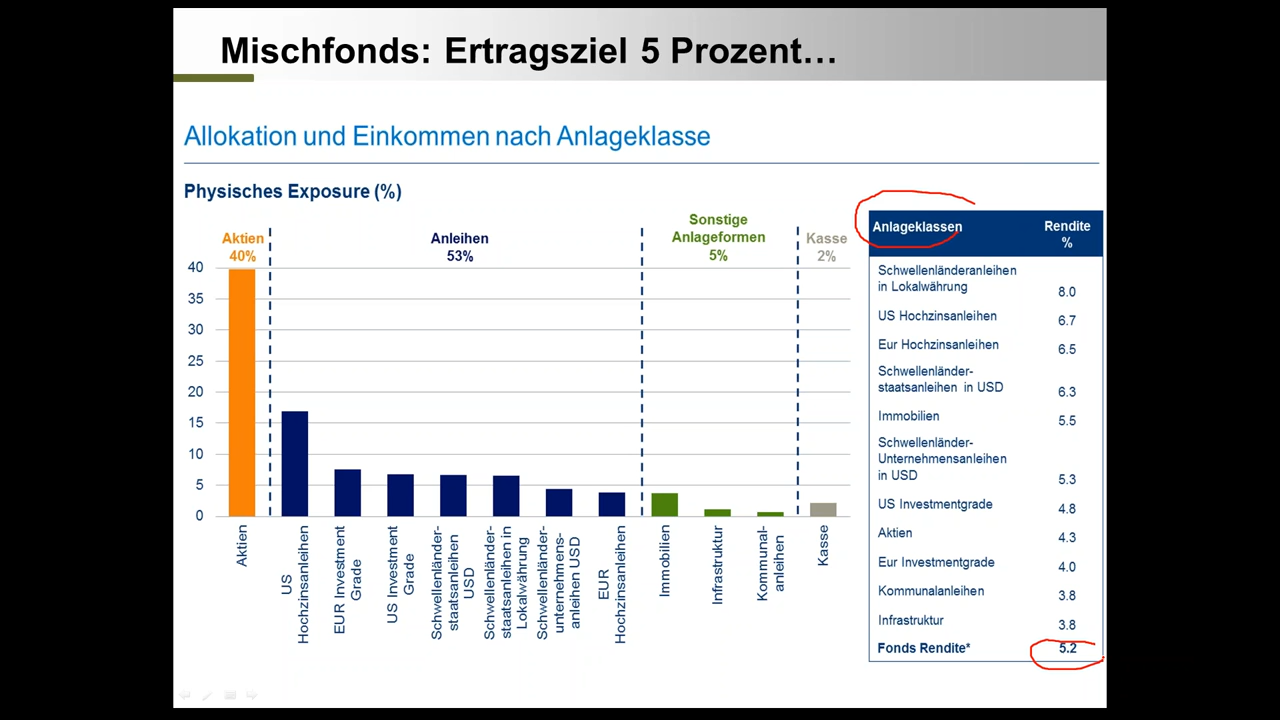 Mischfonds: Ertragsziel 5 Prozent…
Allokation und Einkommen nach Anlageklasse
Physisches Exposure (%)
Aktien
40%
Anleihen
53%
Sonstige
Anlageformen
5%
Kasse
2%
40
35
30
25
20
15
10
5
0
Aktien
US
Hochzinsanleihen
EUR Investment
Grade
US Investment
Grade
Schwellenländer-
staatsanleihen
USD
Schwellenländer-
staatsanleihen in
Lokalwährung
Schwellenländer-
unternehmens-
anleihen USD
EUR
Hochzinsanleihen
Immobilien
Infrastruktur
Kommunal-
anleihen
Kasse
Anlageklassen
Rendite
%
Schwellenländeranleihen
in Lokalwährung
8.0
US Hochzinsanleihen
6.7
Eur Hochzinsanleihen
6.5
Schwellenländer-
staatsanleihen in USD
6.3
Immobilien
5.5
Schwellenländer-
Unternehmensanleihen
in USD
5.3
US Investmentgrade
4.8
Aktien
4.3
Eur Investmentgrade
4.0
Kommunalanleihen
3.8
Infrastruktur
3.8
Fonds Rendite*
5.2